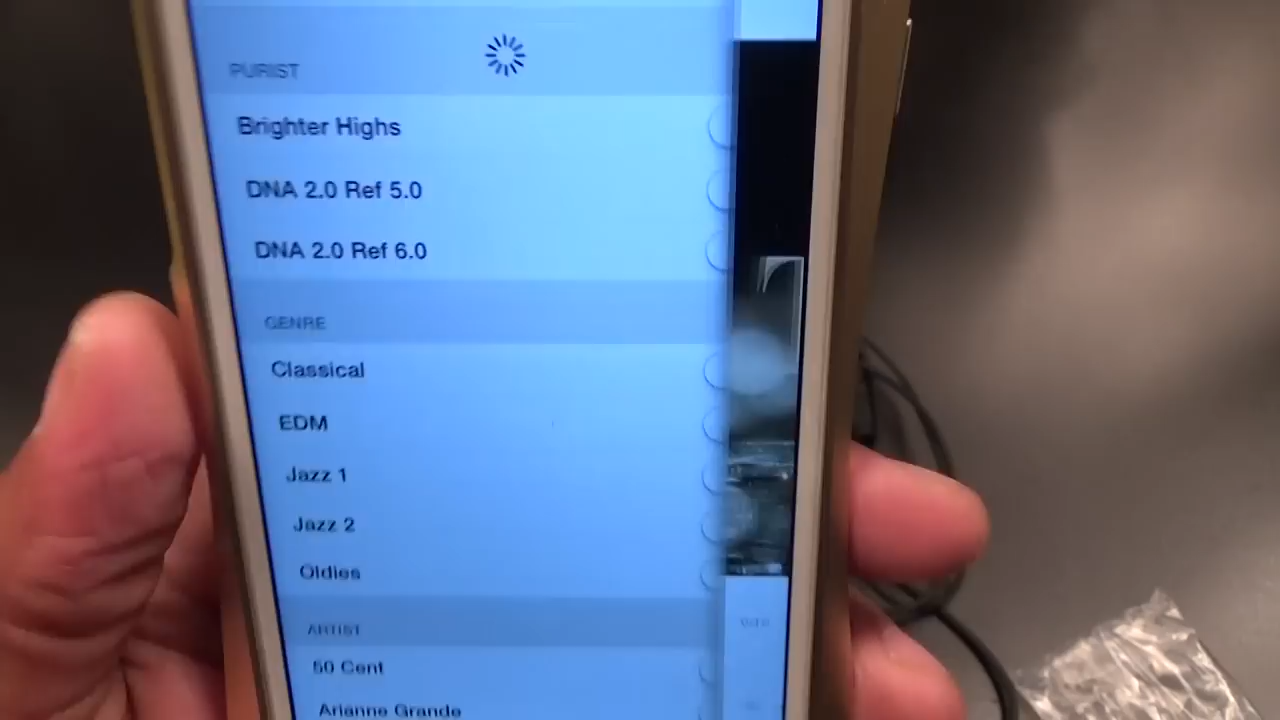 PURIST
Brighter Highs
DNA 2.0 Ref 5.0
DNA 2.0 Ref 6.0
GENRE
Classical
EDM
Jazz 1
Jazz 2
Oldies
ARTIST
50 Cent
Arianne Grande